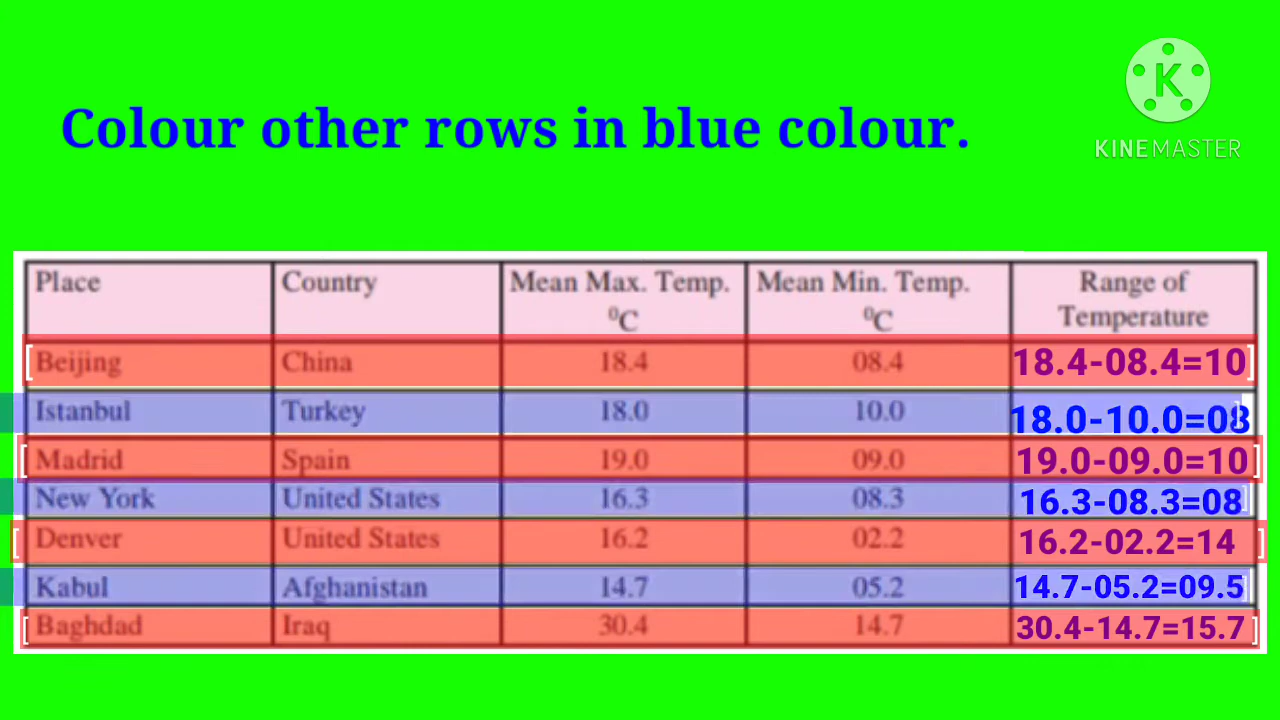 K
KINEMASTER
Colour other rows in blue colour.
Place Country Mean Max. Temp. Mean Min. Temp. Range of
⁰C ⁰C Temperature
[Beijing China 18.4 08.4 18.4-08.4=10]
Istanbul Turkey 18.0 10.0 18.0-10.0=08]
[Madrid Spain 19.0 09.0 19.0-09.0=10]
New York United States 16.3 08.3 16.3-08.3=08]
[Denver United States 16.2 02.2 16.2-02.2=14 ]
Kabul Afghanistan 14.7 05.2 14.7-05.2=09.5]
[Baghdad Iraq 30.4 14.7 30.4-14.7=15.7]